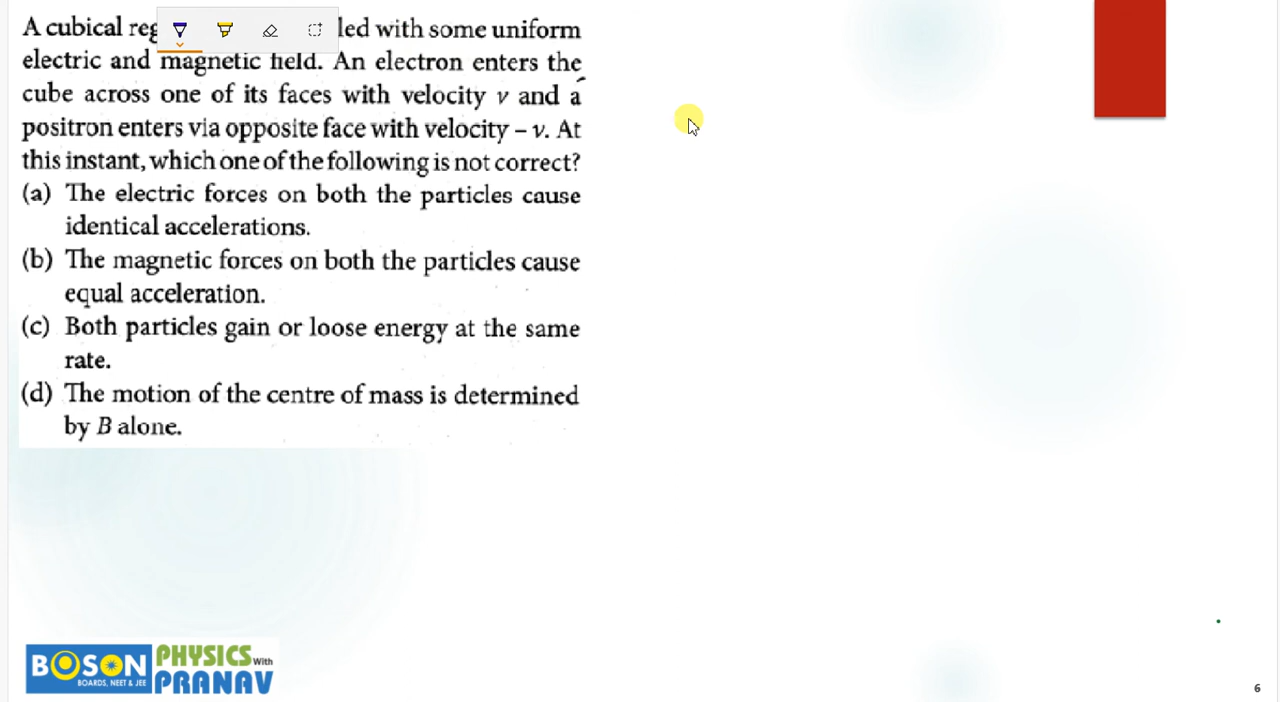 A cubical reg led with some uniform
electric and magnetic field. An electron enters the
cube across one of its faces with velocity v and a
positron enters via opposite face with velocity – v. At
this instant, which one of the following is not correct?
(a) The electric forces on both the particles cause
identical accelerations.
(b) The magnetic forces on both the particles cause
equal acceleration.
(c) Both particles gain or loose energy at the same
rate.
(d) The motion of the centre of mass is determined
by B alone.
BOSON
BOARDS, NEET & JEE
PHYSICS With
PRANAV
6